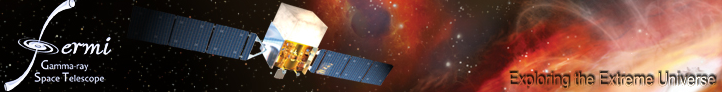 Fermi
Gamma-ray
Space Telescope
Exploring the Extreme Universe